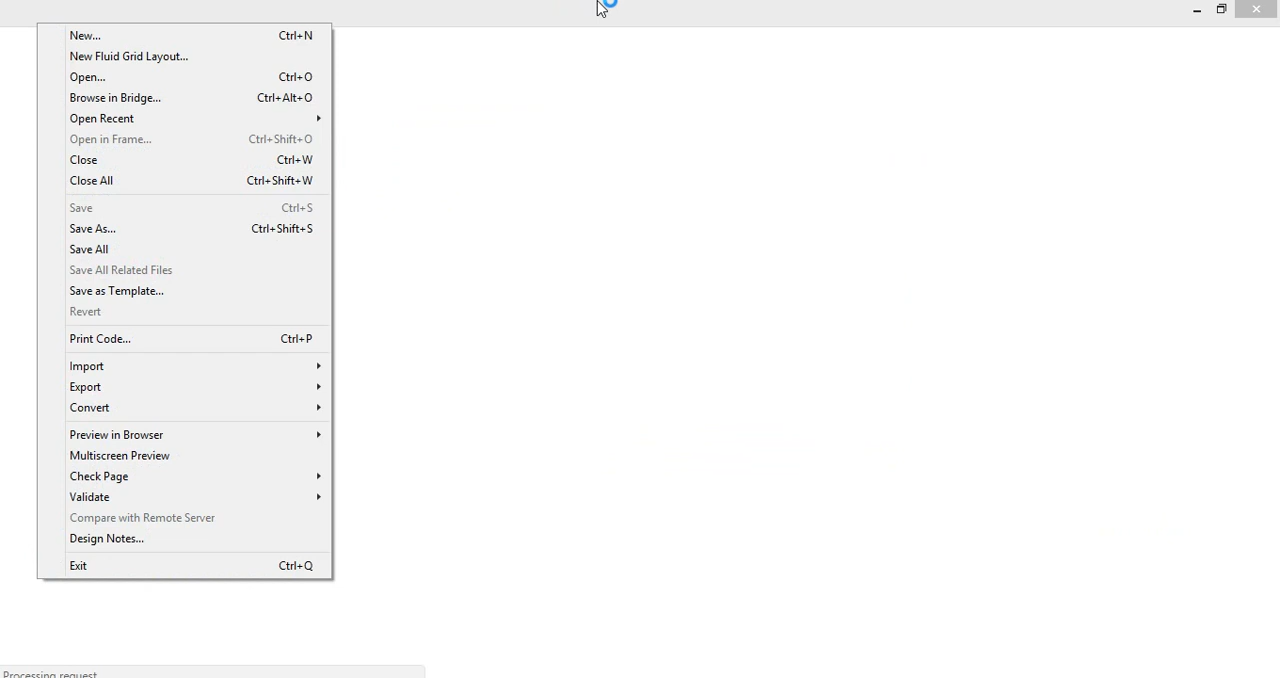 New... Ctrl+N
New Fluid Grid Layout...
Open... Ctrl+O
Browse in Bridge... Ctrl+Alt+O
Open Recent
Open in Frame... Ctrl+Shift+O
Close Ctrl+W
Close All Ctrl+Shift+W
Save Ctrl+S
Save As... Ctrl+Shift+S
Save All
Save All Related Files
Save as Template...
Revert
Print Code... Ctrl+P
Import
Export
Convert
Preview in Browser
Multiscreen Preview
Check Page
Validate
Compare with Remote Server
Design Notes...
Exit Ctrl+Q
Processing request